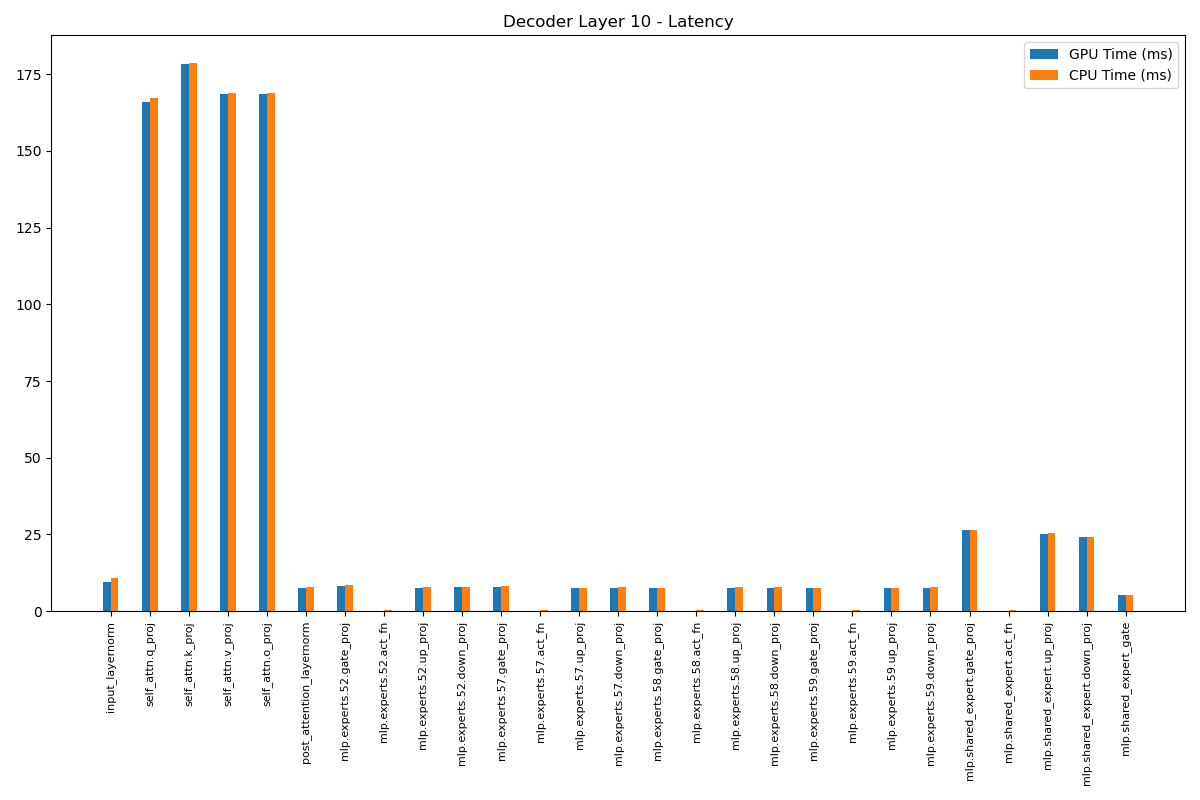 Decoder Layer 10 - Latency
GPU Time (ms)
CPU Time (ms)
175
150
125
100
75
50
25
0
input_layernorm
self_attn.q_proj
self_attn.k_proj
self_attn.v_proj
self_attn.o_proj
post_attention_layernorm
mlp.experts.52.gate_proj
mlp.experts.52.act_fn
mlp.experts.52.up_proj
mlp.experts.52.down_proj
mlp.experts.57.gate_proj
mlp.experts.57.act_fn
mlp.experts.57.up_proj
mlp.experts.57.down_proj
mlp.experts.58.gate_proj
mlp.experts.58.act_fn
mlp.experts.58.up_proj
mlp.experts.58.down_proj
mlp.experts.59.gate_proj
mlp.experts.59.act_fn
mlp.experts.59.up_proj
mlp.experts.59.down_proj
mlp.shared_expert.gate_proj
mlp.shared_expert.act_fn
mlp.shared_expert.up_proj
mlp.shared_expert.down_proj
mlp.shared_expert_gate